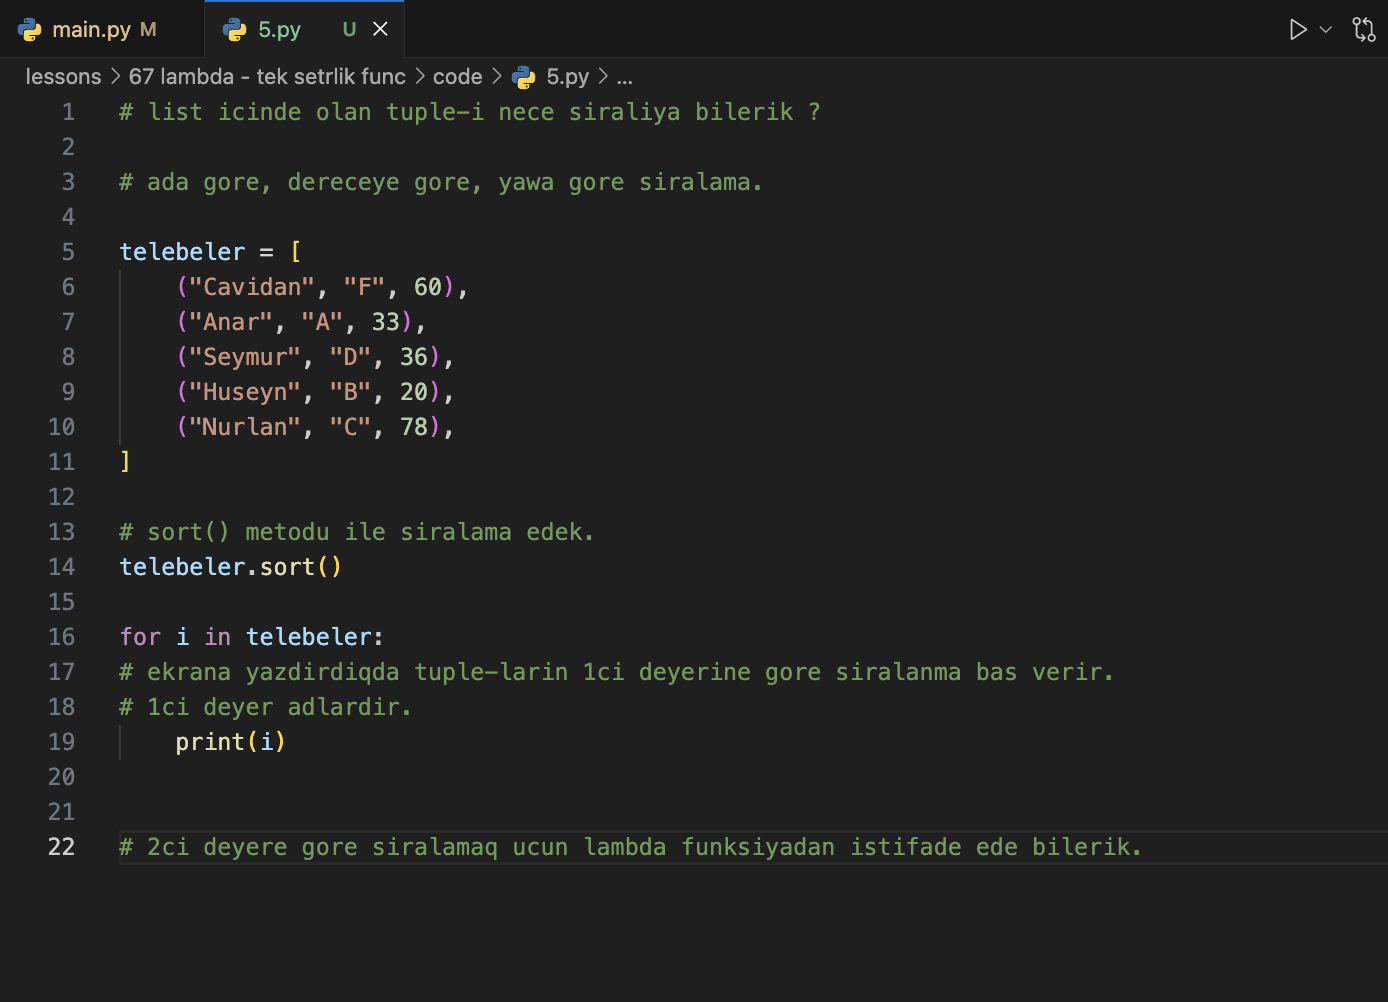 main.py M
5.py U
lessons > 67 lambda - tek setrlik func > code > 5.py > ...
1 # list icinde olan tuple-i nece siraliya bilerik ?
2
3 # ada gore, dereceye gore, yawa gore siralama.
4
5 telebeler = [
6     ("Cavidan", "F", 60),
7     ("Anar", "A", 33),
8     ("Seymur", "D", 36),
9     ("Huseyn", "B", 20),
10     ("Nurlan", "C", 78),
11 ]
12
13 # sort() metodu ile siralama edek.
14 telebeler.sort()
15
16 for i in telebeler:
17 # ekrana yazdirdiqda tuple-larin 1ci deyerine gore siralanma bas verir.
18 # 1ci deyer adlardir.
19     print(i)
20
21
22 # 2ci deyere gore siralamaq ucun lambda funksiyadan istifade ede bilerik.